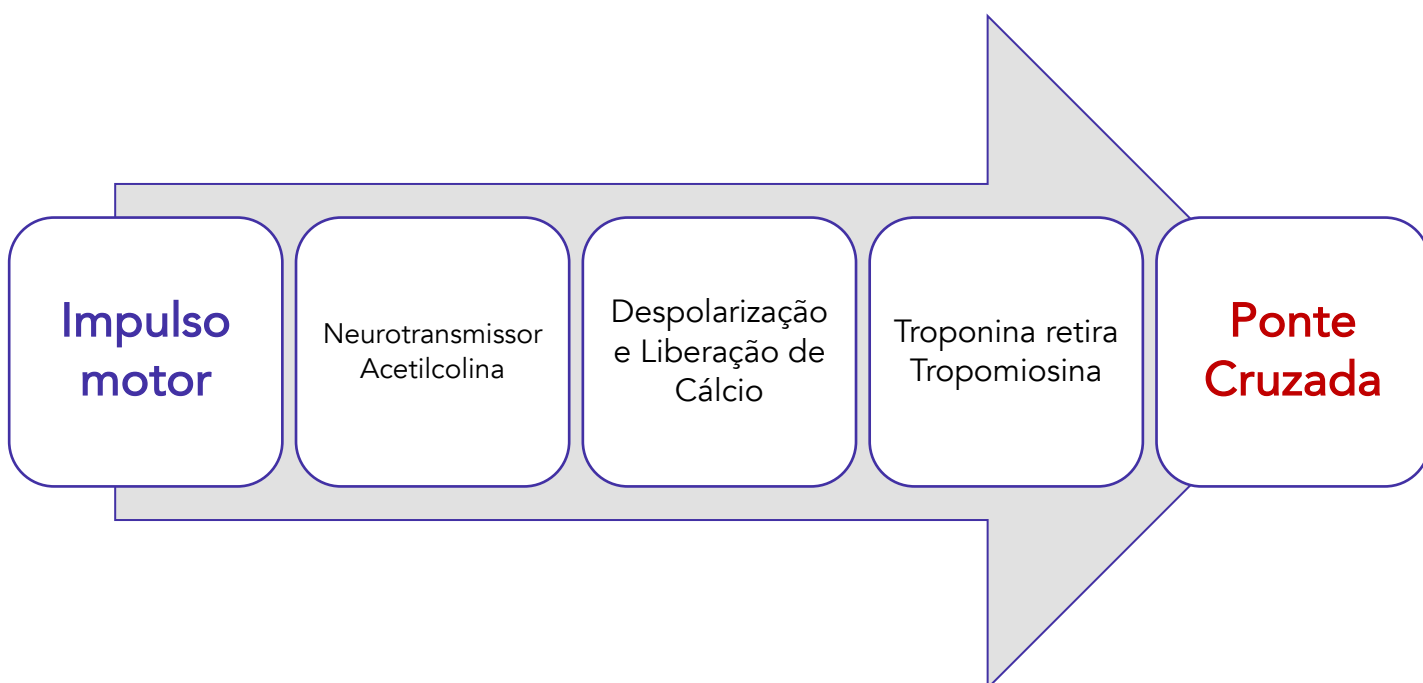 Impulso
motor
Neurotransmissor
Acetilcolina
Despolarização
e Liberação de
Cálcio
Troponina retira
Tropomiosina
Ponte
Cruzada